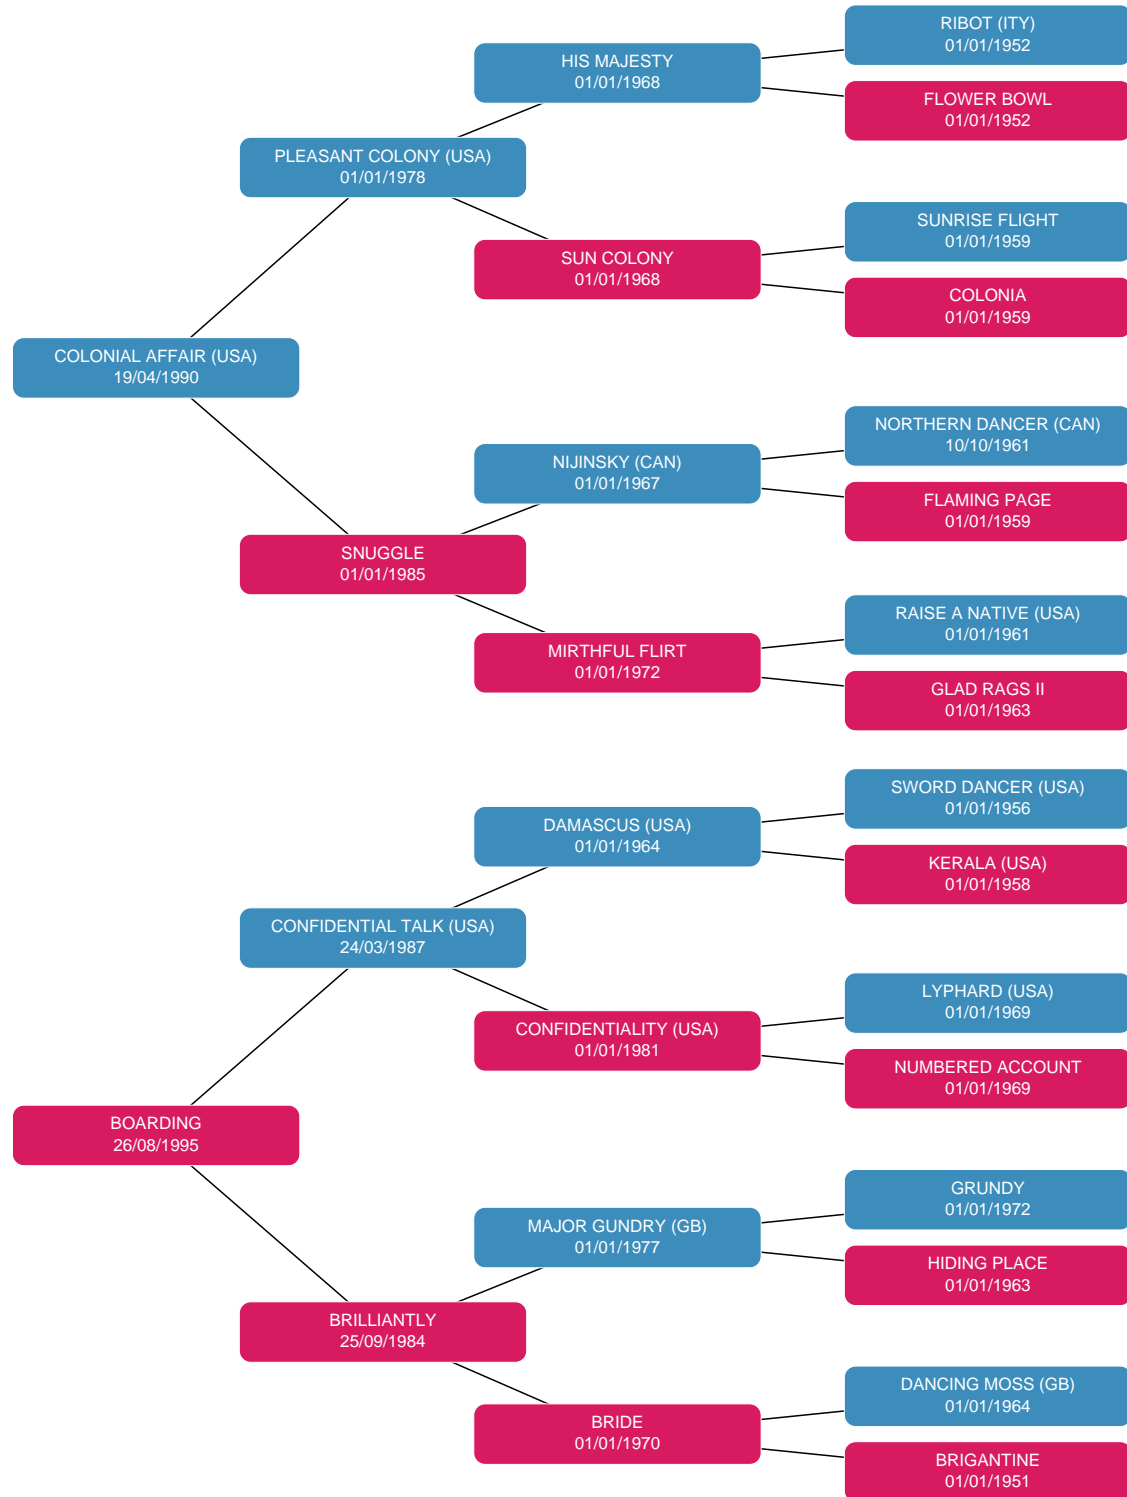 RIBOT (ITY)
01/01/1952
HIS MAJESTY
01/01/1968
FLOWER BOWL
01/01/1952
PLEASANT COLONY (USA)
01/01/1978
SUNRISE FLIGHT
01/01/1959
SUN COLONY
01/01/1968
COLONIA
01/01/1959
COLONIAL AFFAIR (USA)
19/04/1990
NORTHERN DANCER (CAN)
10/10/1961
NIJINSKY (CAN)
01/01/1967
FLAMING PAGE
01/01/1959
SNUGGLE
01/01/1985
RAISE A NATIVE (USA)
01/01/1961
MIRTHFUL FLIRT
01/01/1972
GLAD RAGS II
01/01/1963
SWORD DANCER (USA)
01/01/1956
DAMASCUS (USA)
01/01/1964
KERALA (USA)
01/01/1958
CONFIDENTIAL TALK (USA)
24/03/1987
LYPHARD (USA)
01/01/1969
CONFIDENTIALITY (USA)
01/01/1981
NUMBERED ACCOUNT
01/01/1969
BOARDING
26/08/1995
GRUNDY
01/01/1972
MAJOR GUNDRY (GB)
01/01/1977
HIDING PLACE
01/01/1963
BRILLIANTLY
25/09/1984
DANCING MOSS (GB)
01/01/1964
BRIDE
01/01/1970
BRIGANTINE
01/01/1951